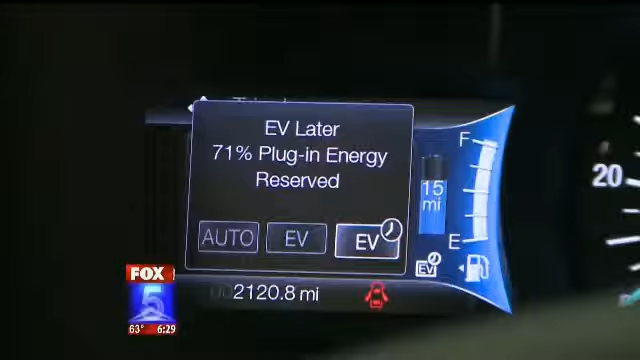 EV Later
71% Plug-in Energy
Reserved
AUTO
EV
EV
F
15
mi
E
EV
2120.8 mi
20
FOX
5
63° 6:29